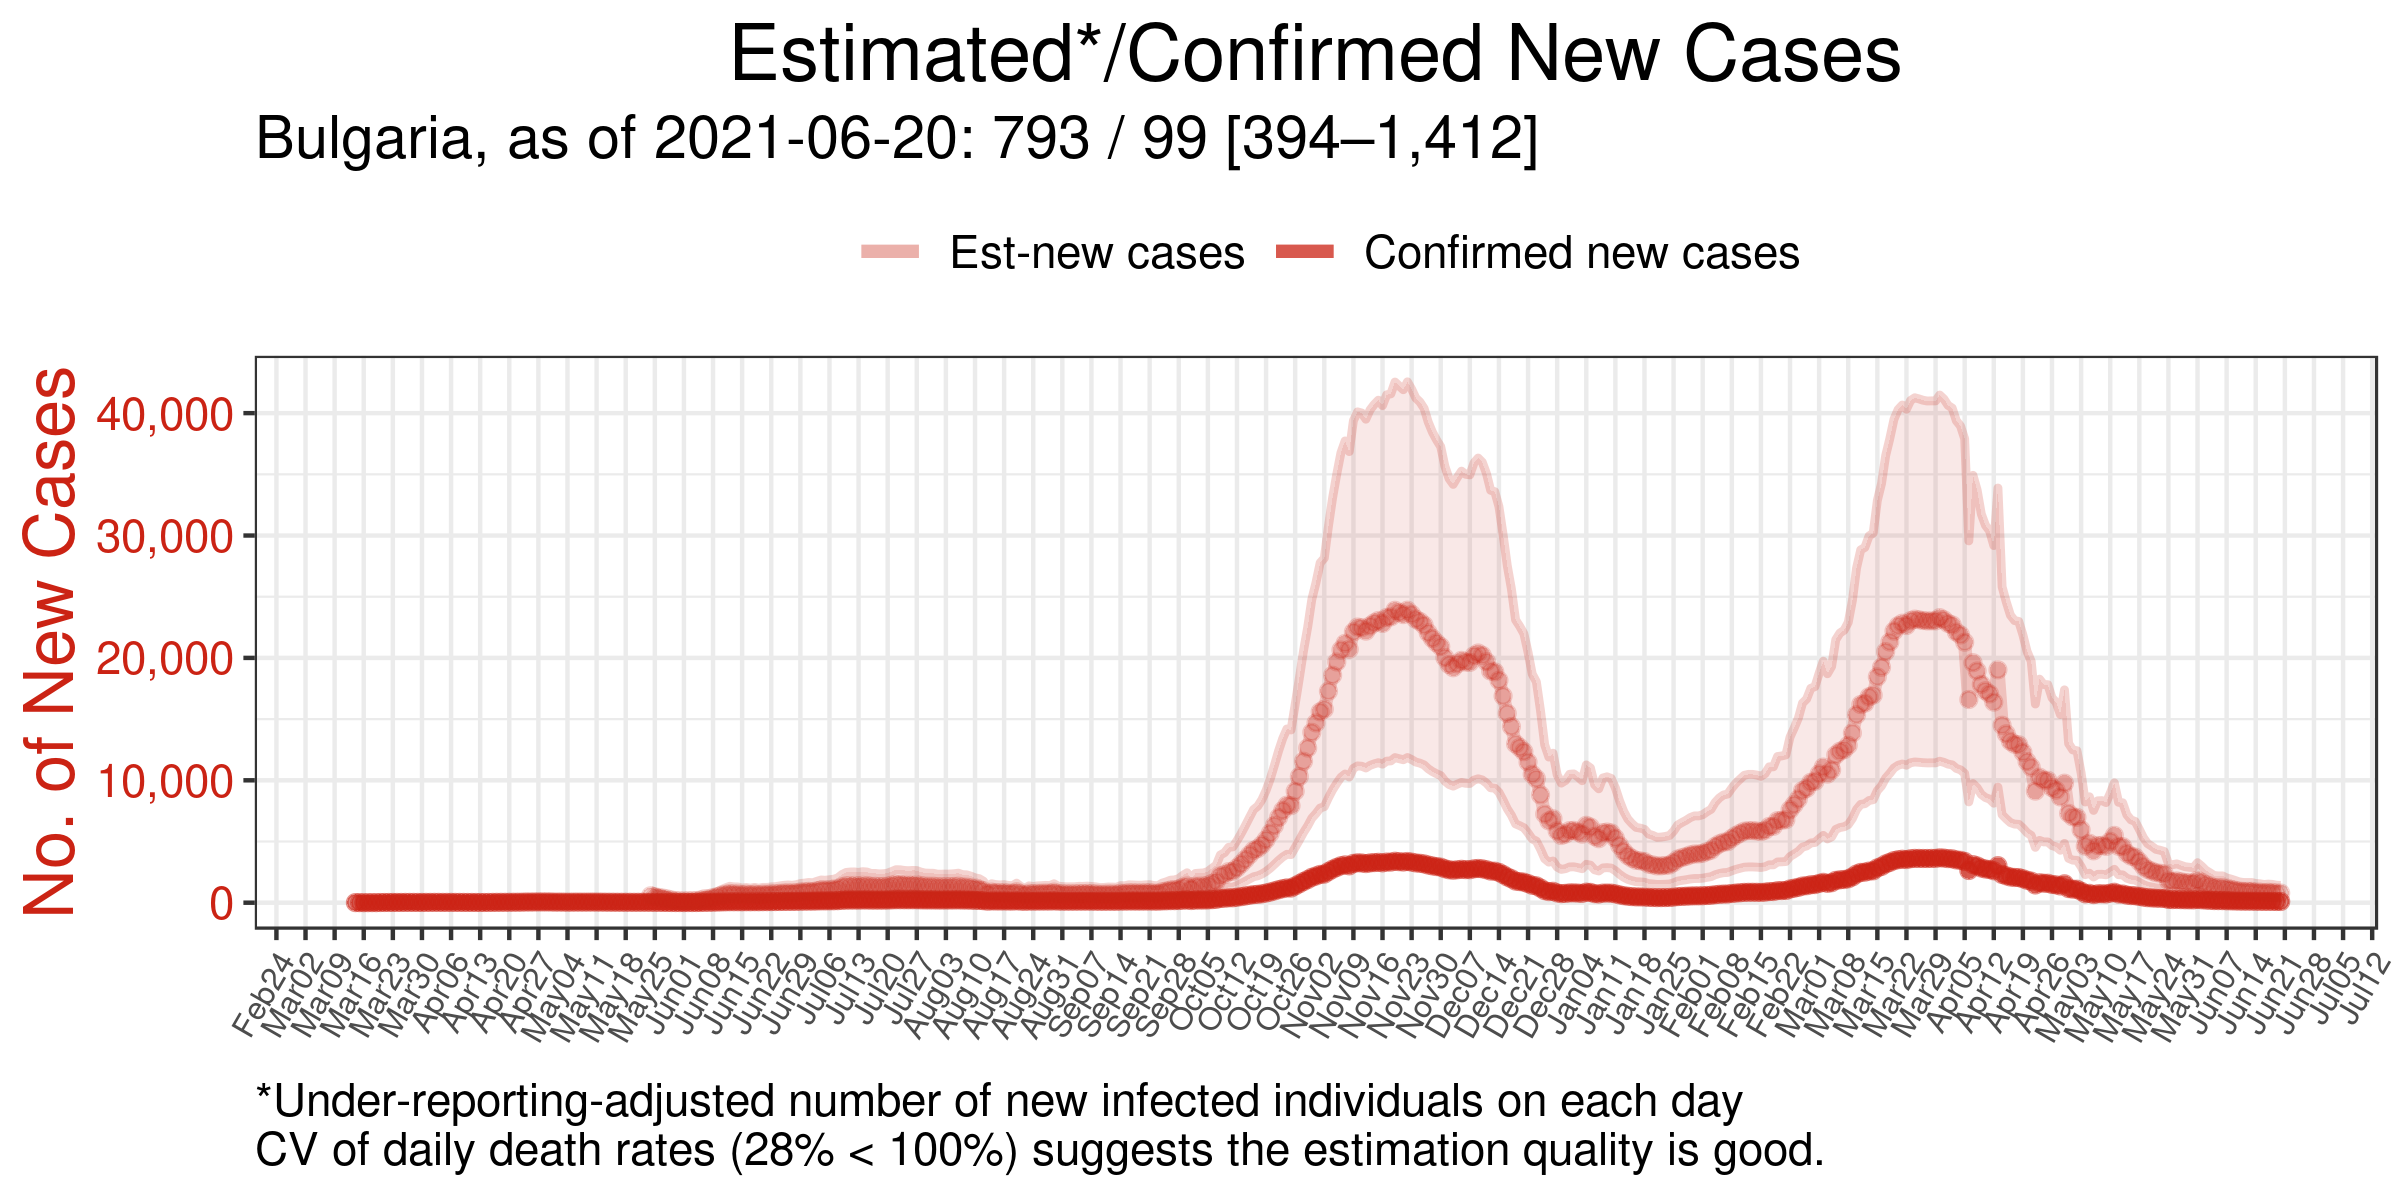 Estimated*/Confirmed New Cases
Bulgaria, as of 2021-06-20: 793 / 99 [394–1,412]
Est-new cases Confirmed new cases
No. of New Cases
40,000
30,000
20,000
10,000
0
Feb24 Mar02 Mar09 Mar16 Mar23 Mar30 Apr06 Apr13 Apr20 Apr27 May04 May11 May18 May25 Jun01 Jun08 Jun15 Jun22 Jun29 Jul06 Jul13 Jul20 Jul27 Aug03 Aug10 Aug17 Aug24 Aug31 Sep07 Sep14 Sep21 Sep28 Oct05 Oct12 Oct19 Oct26 Nov02 Nov09 Nov16 Nov23 Nov30 Dec07 Dec14 Dec21 Dec28 Jan04 Jan11 Jan18 Jan25 Feb01 Feb08 Feb15 Feb22 Mar01 Mar08 Mar15 Mar22 Mar29 Apr05 Apr12 Apr19 Apr26 May03 May10 May17 May24 May31 Jun07 Jun14 Jun21 Jun28 Jul05 Jul12
*Under-reporting-adjusted number of new infected individuals on each day
CV of daily death rates (28% < 100%) suggests the estimation quality is good.